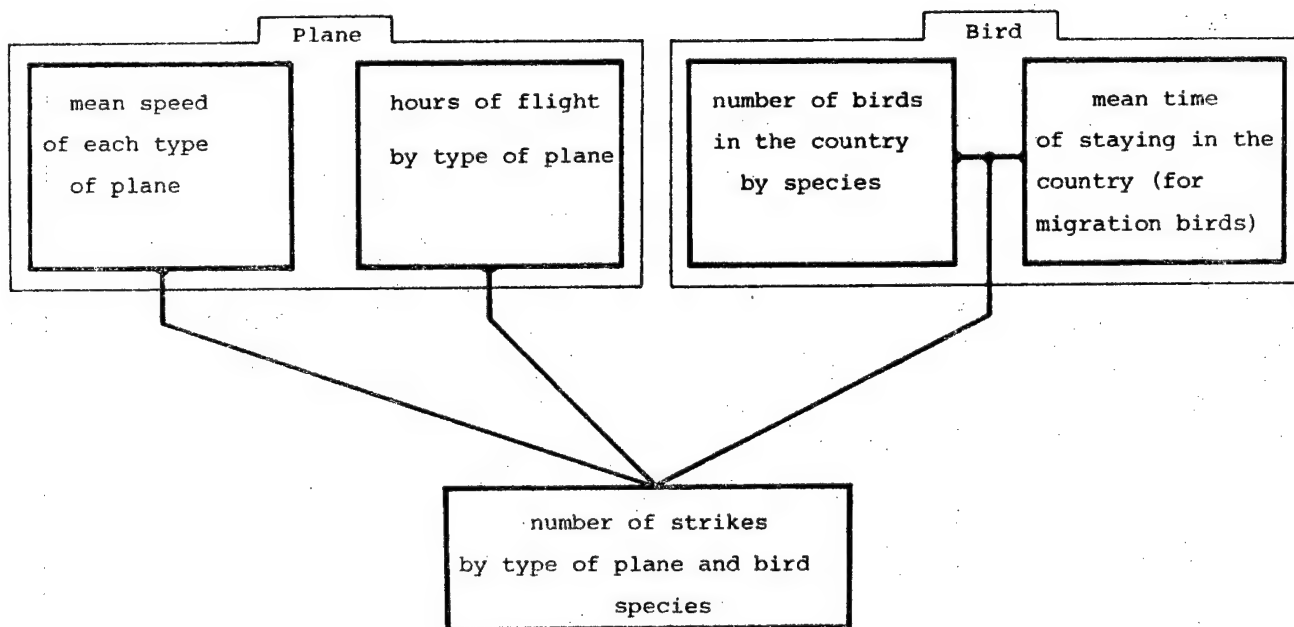 Plane
mean speed
of each type
of plane
hours of flight
by type of plane
Bird
number of birds
in the country
by species
mean time
of staying in the
country (for
migration birds)
number of strikes
by type of plane and bird
species